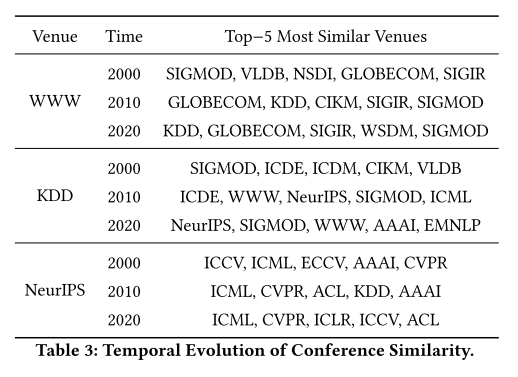 Venue Time Top−5 Most Similar Venues
2000 SIGMOD, VLDB, NSDI, GLOBECOM, SIGIR
WWW 2010 GLOBECOM, KDD, CIKM, SIGIR, SIGMOD
2020 KDD, GLOBECOM, SIGIR, WSDM, SIGMOD
2000 SIGMOD, ICDE, ICDM, CIKM, VLDB
KDD 2010 ICDE, WWW, NeurIPS, SIGMOD, ICML
2020 NeurIPS, SIGMOD, WWW, AAAI, EMNLP
2000 ICCV, ICML, ECCV, AAAI, CVPR
NeurIPS 2010 ICML, CVPR, ACL, KDD, AAAI
2020 ICML, CVPR, ICLR, ICCV, ACL
Table 3: Temporal Evolution of Conference Similarity.